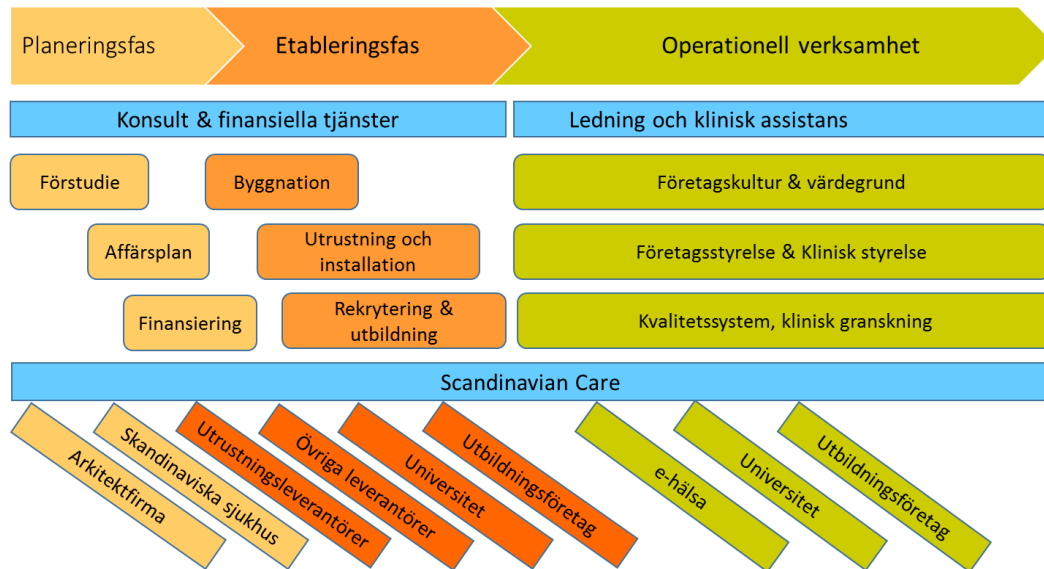 Planeringsfas
Etableringsfas
Operationell verksamhet
Konsult & finansiella tjänster
Ledning och klinisk assistans
Förstudie
Byggnation
Företagskultur & värdegrund
Affärsplan
Utrustning och
installation
Företagsstyrelse & Klinisk styrelse
Finansiering
Rekrytering &
utbildning
Kvalitetssystem, klinisk granskning
Scandinavian Care
Arkitektfirma
Skandinaviska sjukhus
Utrustningsleverantörer
Övriga leverantörer
Universitet
Utbildningsföretag
e-hälsa
Universitet
Utbildningsföretag